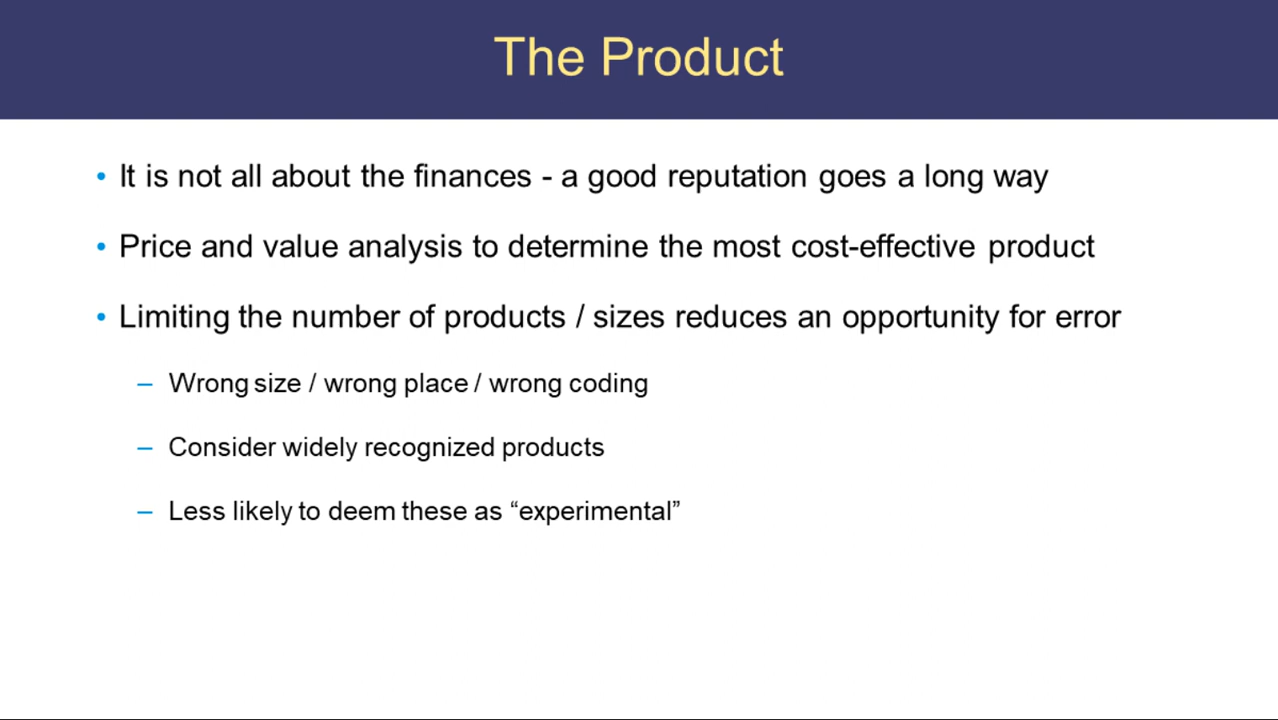 The Product
• It is not all about the finances - a good reputation goes a long way
• Price and value analysis to determine the most cost-effective product
• Limiting the number of products / sizes reduces an opportunity for error
– Wrong size / wrong place / wrong coding
– Consider widely recognized products
– Less likely to deem these as “experimental”